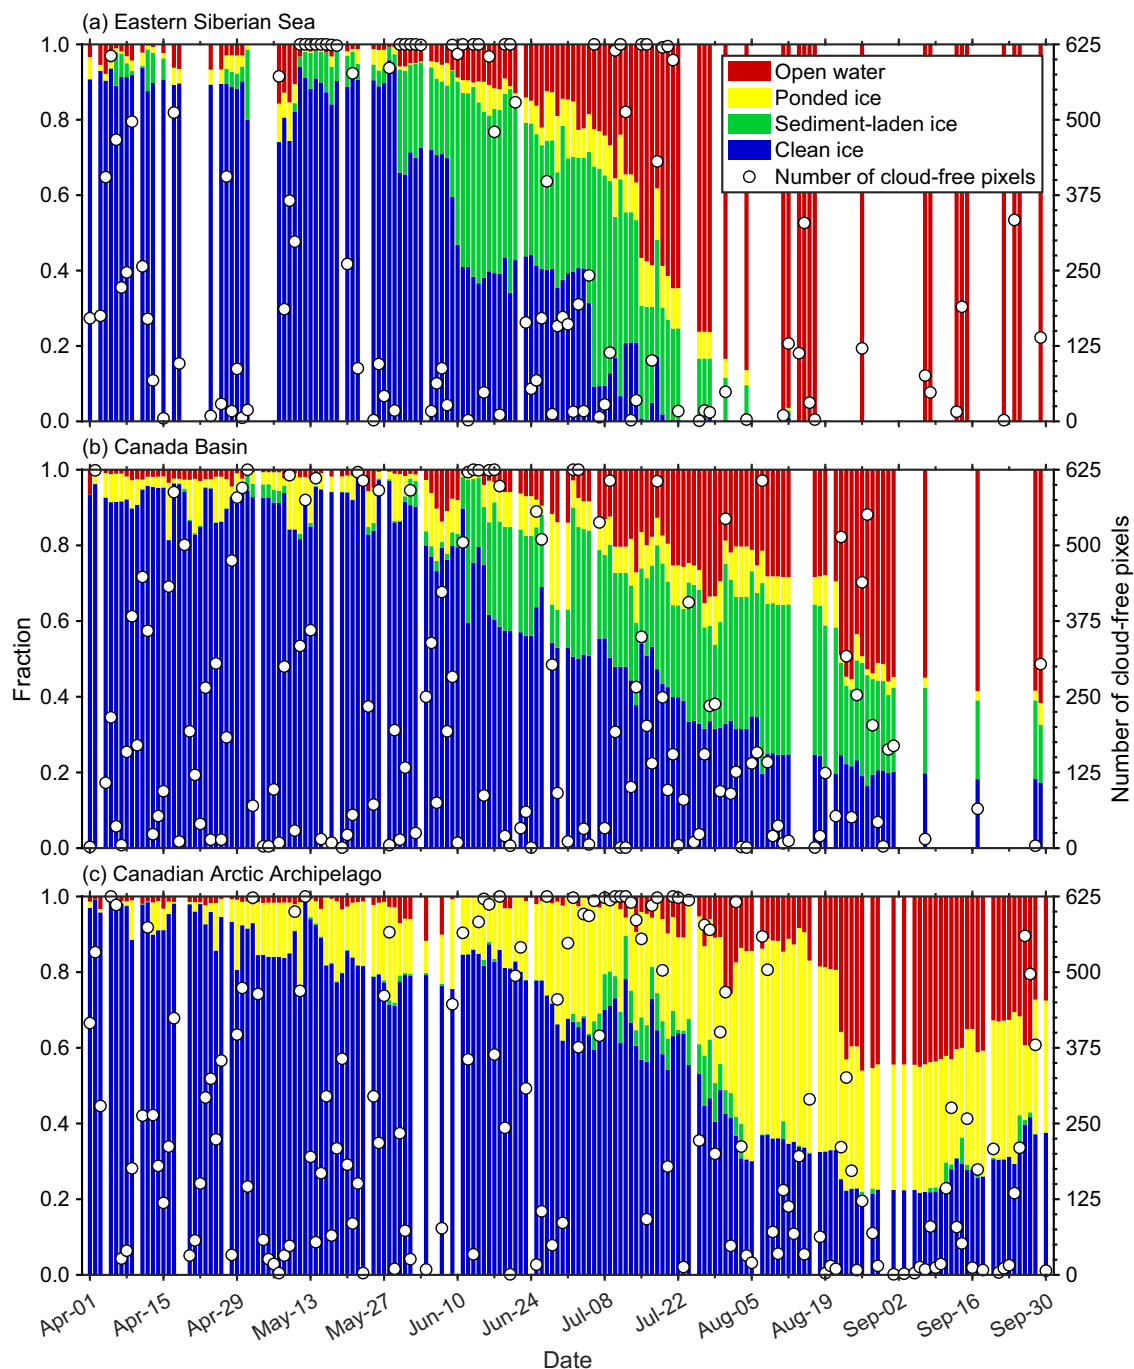 (a) Eastern Siberian Sea
1.0
0.8
0.6
0.4
0.2
0.0
625
500
375
250
125
0
Open water
Ponded ice
Sediment-laden ice
Clean ice
Number of cloud-free pixels
(b) Canada Basin
1.0
0.8
0.6
0.4
0.2
0.0
Fraction
625
500
375
250
125
0
Number of cloud-free pixels
(c) Canadian Arctic Archipelago
1.0
0.8
0.6
0.4
0.2
0.0
625
500
375
250
125
0
Apr-01
Apr-15
Apr-29
May-13
May-27
Jun-10
Jun-24
Jul-08
Jul-22
Aug-05
Aug-19
Sep-02
Sep-16
Sep-30
Date